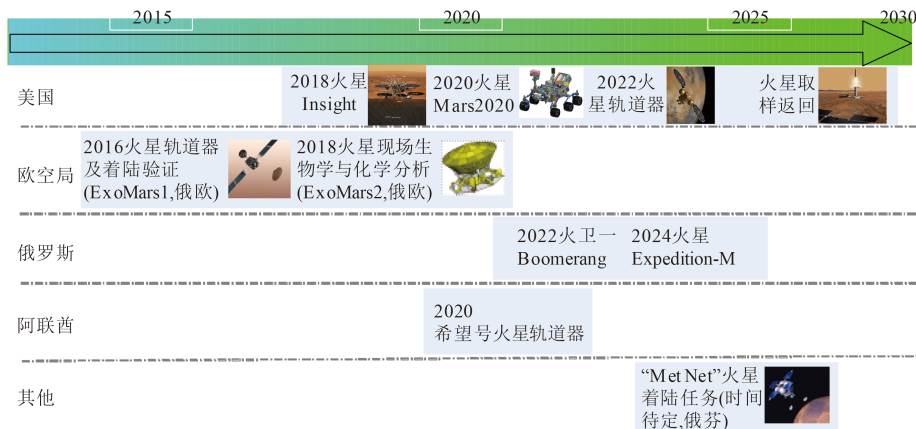 2015
2020
2025
2030
美国
2018火星
Insight
2020火星
Mars2020
2022火
星轨道器
火星取
样返回
欧空局
2016火星轨道器
及着陆验证
(ExoMars1,俄欧)
2018火星现场生
物学与化学分析
(ExoMars2,俄欧)
俄罗斯
2022火卫一
Boomerang
2024火星
Expedition-M
阿联酋
2020
希望号火星轨道器
其他
“MetNet”火星
着陆任务(时间
待定,俄芬)